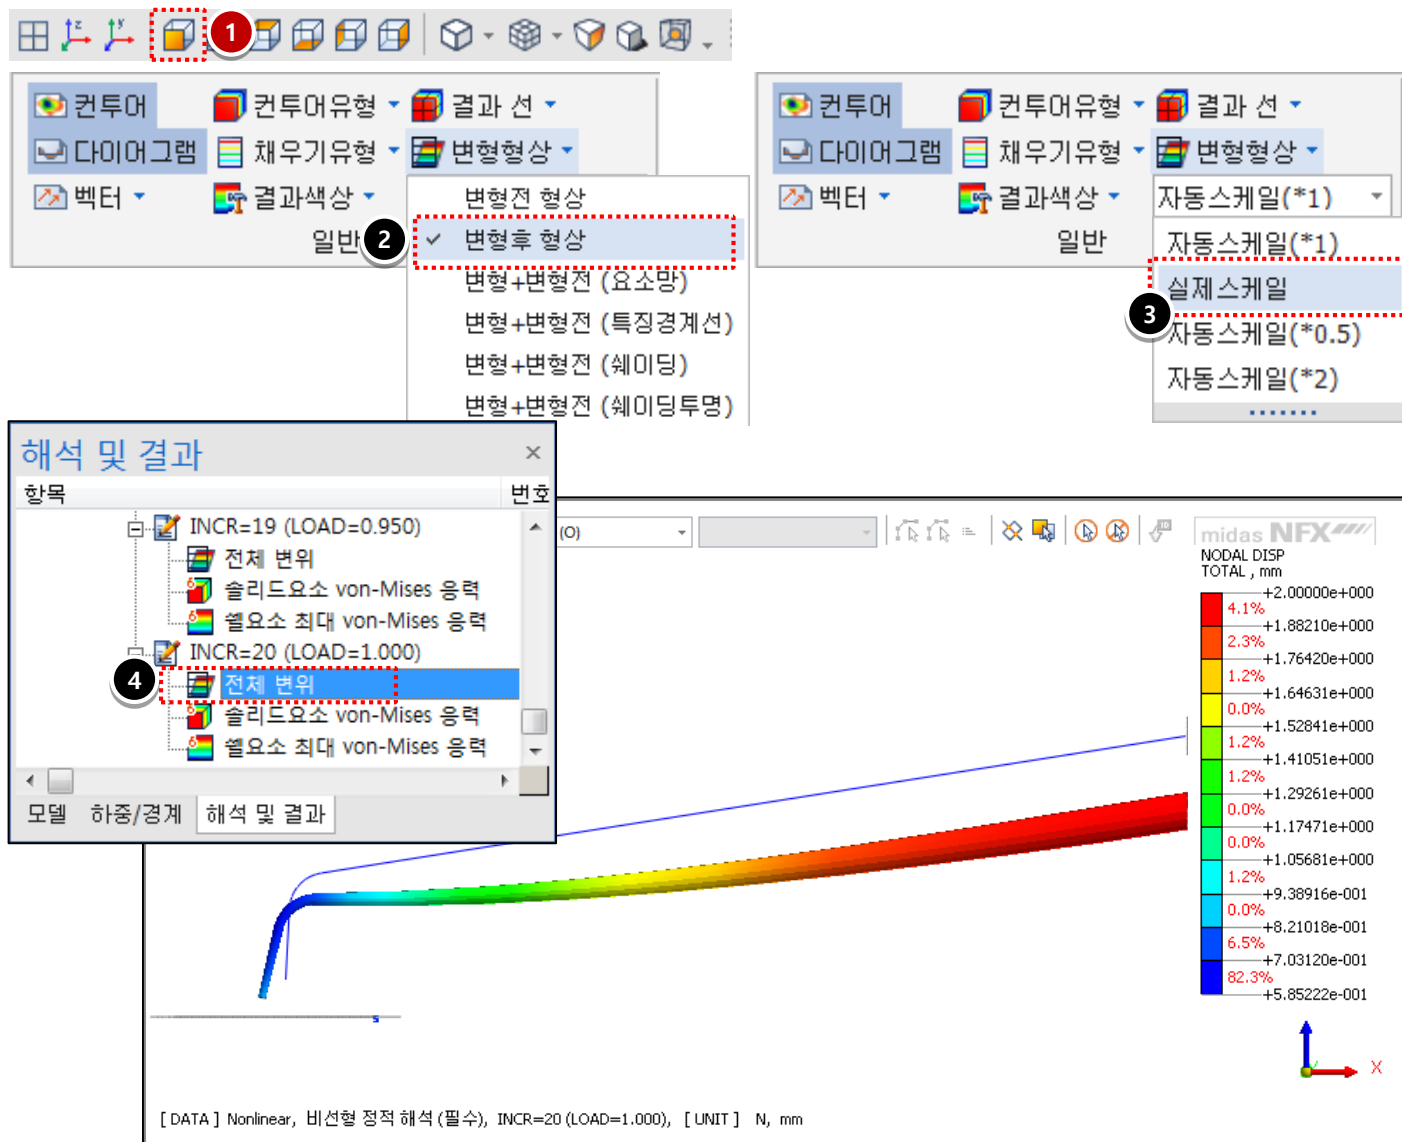 1
컨투어 컨투어유형 결과 선
다이어그램 채우기유형 변형형상
벡터 결과색상
일반
2
변형전 형상
변형후 형상
변형+변형전 (요소망)
변형+변형전 (특징경계선)
변형+변형전 (쉐이딩)
변형+변형전 (쉐이딩투명)
컨투어 컨투어유형 결과 선
다이어그램 채우기유형 변형형상
벡터 결과색상 자동스케일(*1)
일반
자동스케일(*1)
실제스케일
3
자동스케일(*0.5)
자동스케일(*2)
해석 및 결과
항목 번호
INCR=19 (LOAD=0.950)
전체 변위
솔리드요소 von-Mises 응력
쉘요소 최대 von-Mises 응력
INCR=20 (LOAD=1.000)
4
전체 변위
솔리드요소 von-Mises 응력
쉘요소 최대 von-Mises 응력
모델 하중/경계 해석 및 결과
(O)
midas NFX
NODAL DISP
TOTAL , mm
+2.00000e+000
4.1%
+1.88210e+000
2.3%
+1.76420e+000
1.2%
+1.64631e+000
0.0%
+1.52841e+000
1.2%
+1.41051e+000
1.2%
+1.29261e+000
0.0%
+1.17471e+000
0.0%
+1.05681e+000
1.2%
+9.38916e-001
0.0%
+8.21018e-001
6.5%
+7.03120e-001
82.3%
+5.85222e-001
S
X
[ DATA ] Nonlinear, 비선형 정적 해석 (필수), INCR=20 (LOAD=1.000), [ UNIT ] N, mm